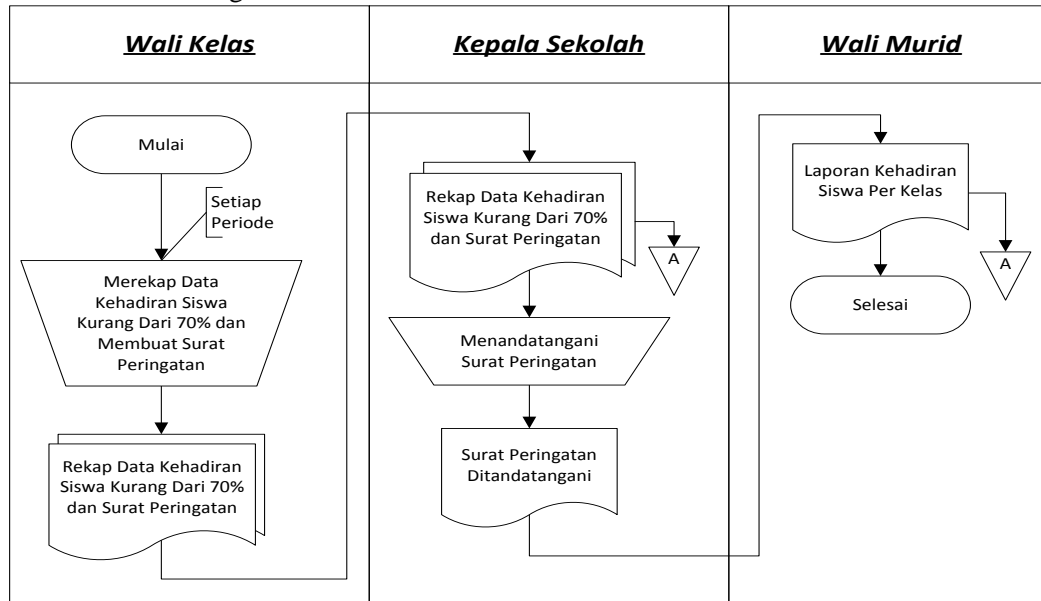 Wali Kelas
Kepala Sekolah
Wali Murid
Mulai
Setiap
Periode
Merekap Data
Kehadiran Siswa
Kurang Dari 70% dan
Membuat Surat
Peringatan
Rekap Data Kehadiran
Siswa Kurang Dari 70%
dan Surat Peringatan
Rekap Data Kehadiran
Siswa Kurang Dari 70%
dan Surat Peringatan
A
Menandatangani
Surat Peringatan
Surat Peringatan
Ditandatangani
Laporan Kehadiran
Siswa Per Kelas
A
Selesai